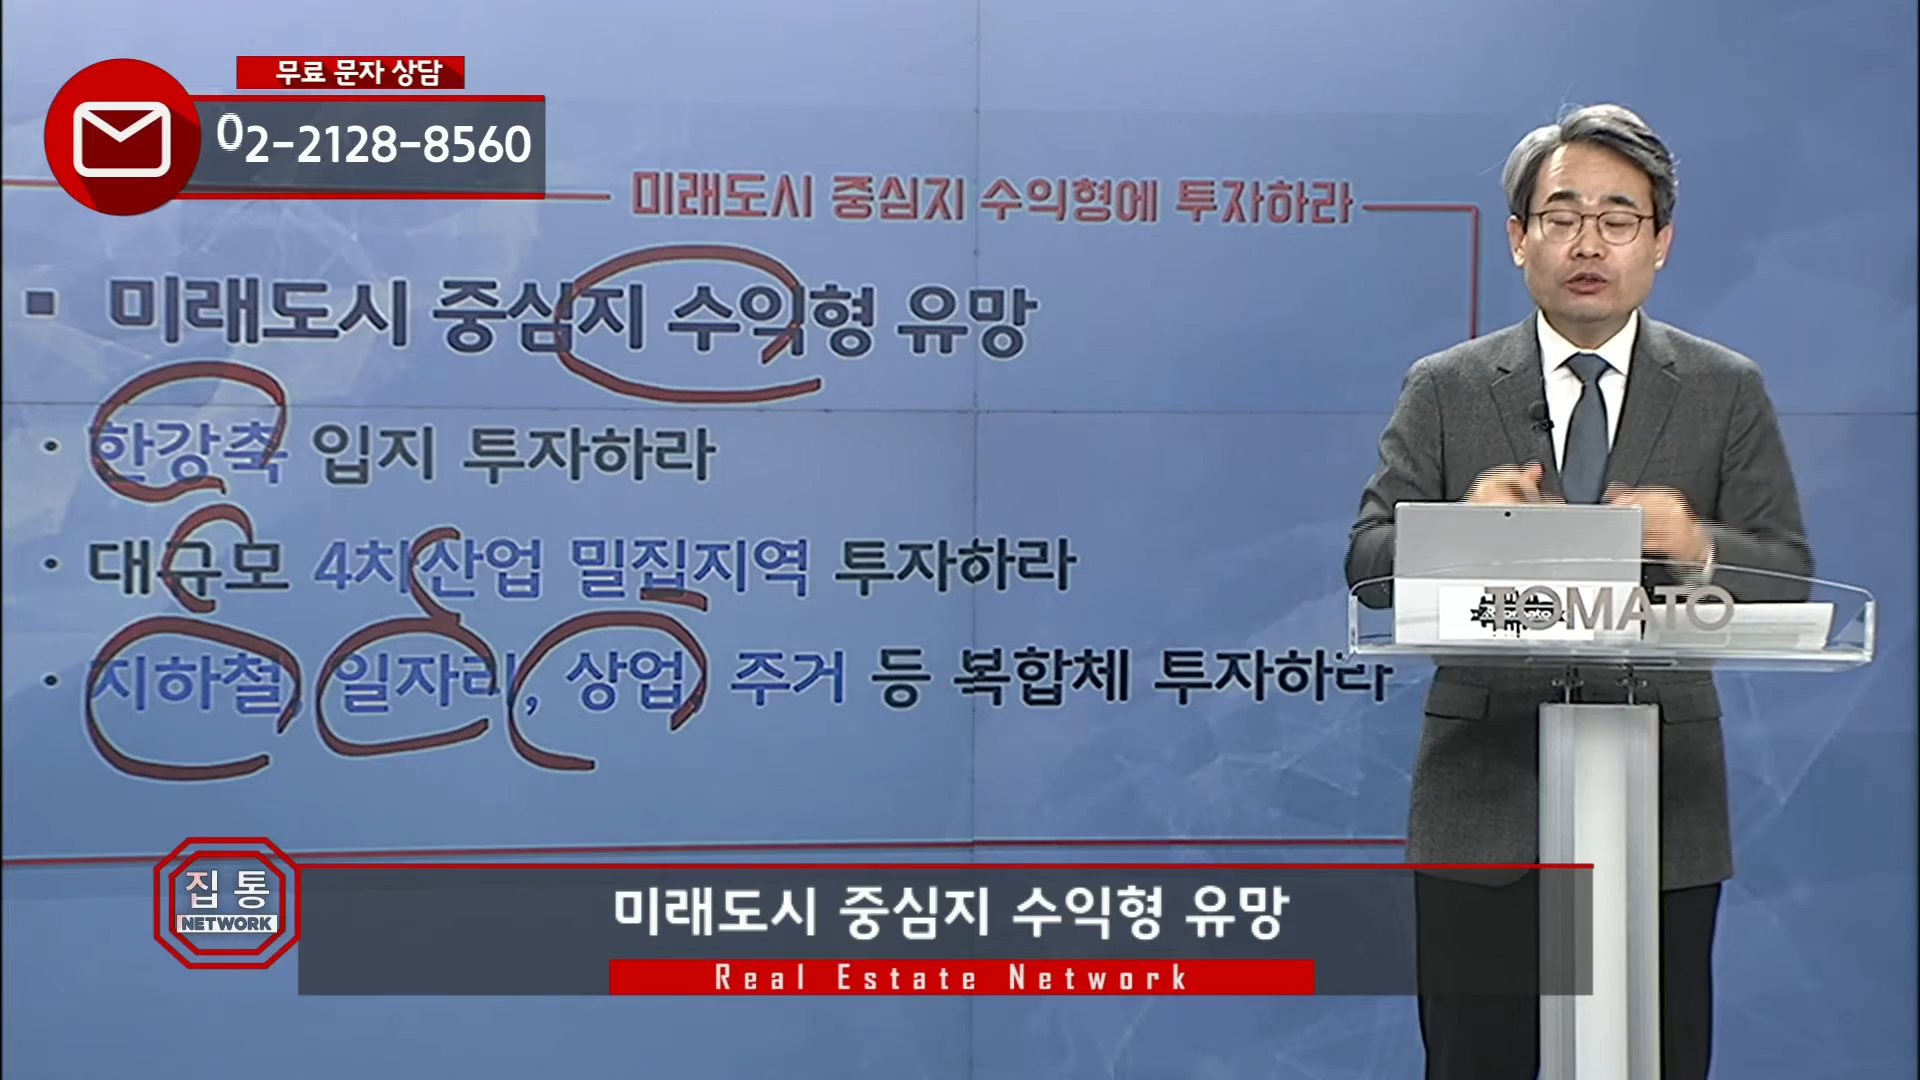 무료 문자 상담
02-2128-8560
미래도시 중심지 수익형에 투자하라
▪ 미래도시 중심지 수익형 유망
· 한강축 입지 투자하라
· 대규모 4차산업 밀집지역 투자하라
· 지하철, 일자리, 상업, 주거 등 복합체 투자하라
TOMATO
집통
NETWORK
미래도시 중심지 수익형 유망
Real Estate Network